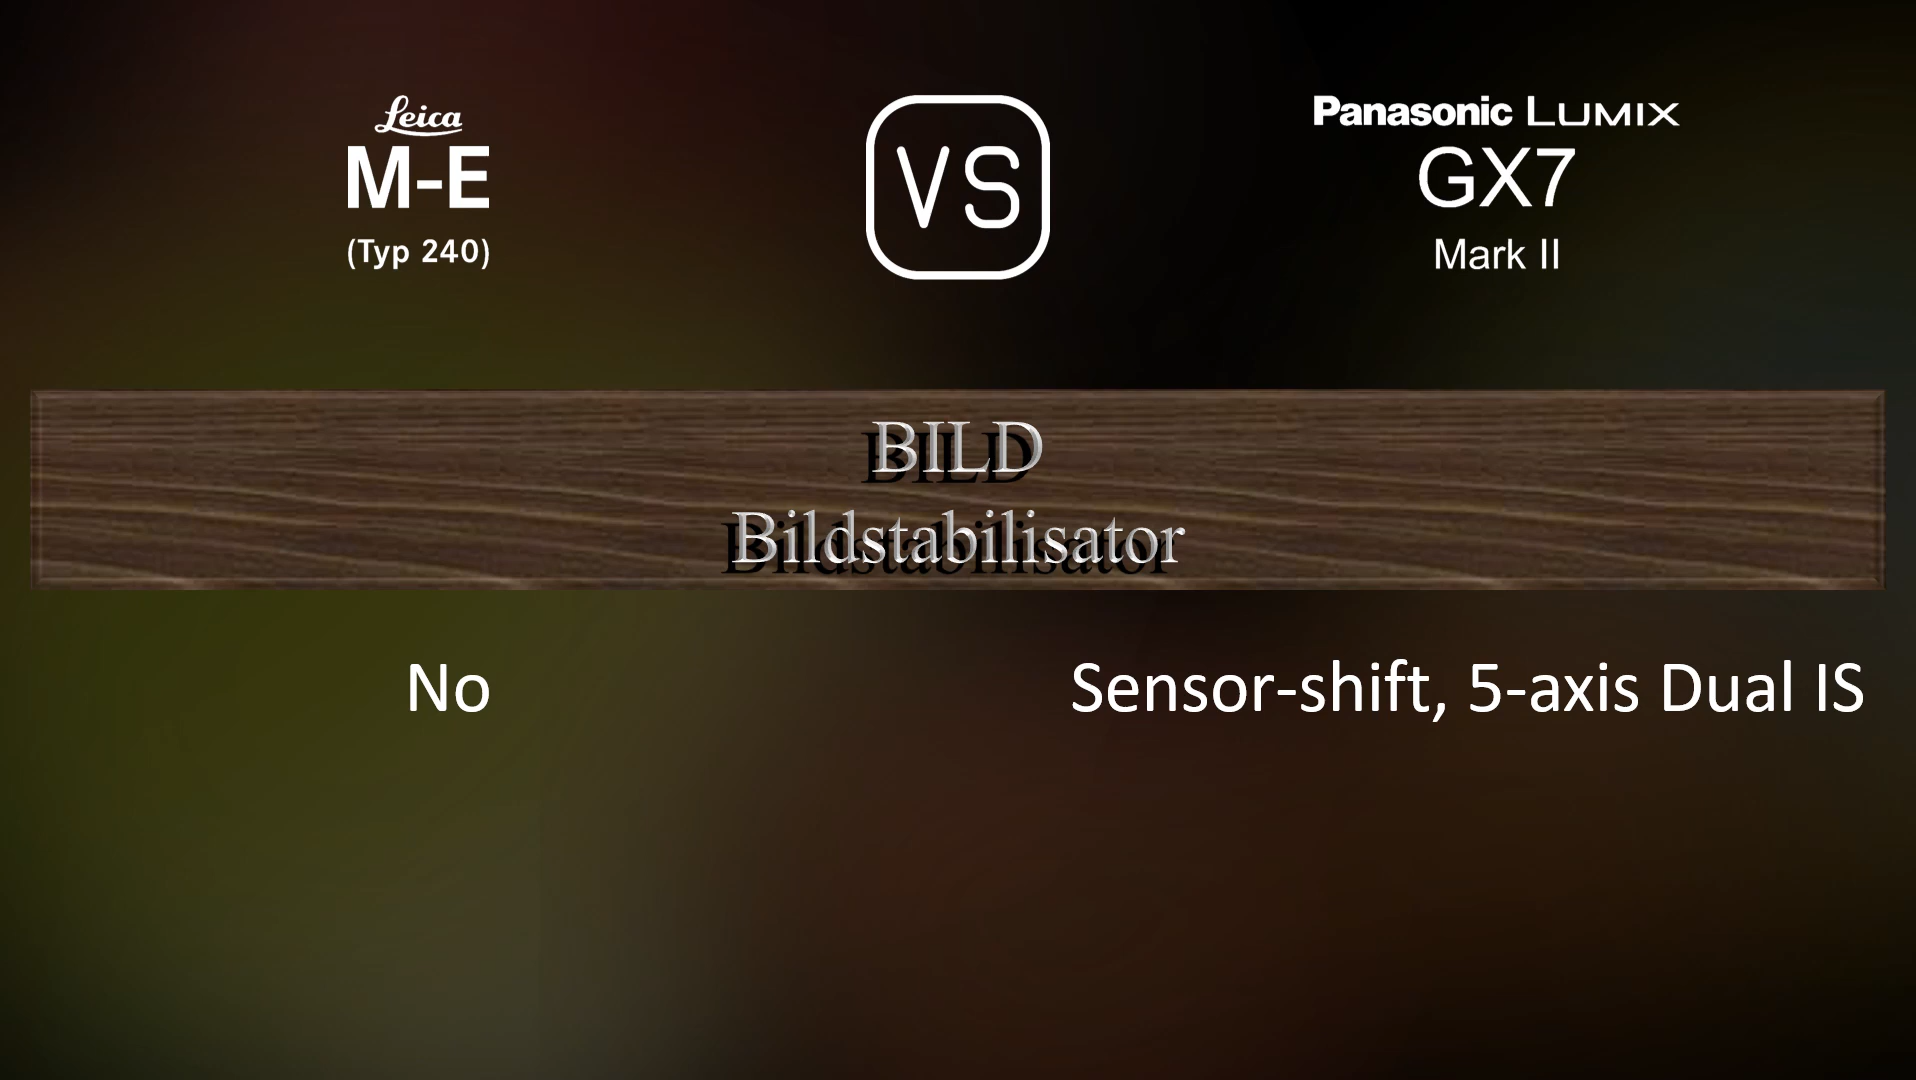 Leica
M-E
(Typ 240)
VS
Panasonic LUMIX
GX7
Mark II
BILD
Bildstabilisator
No
Sensor-shift, 5-axis Dual IS